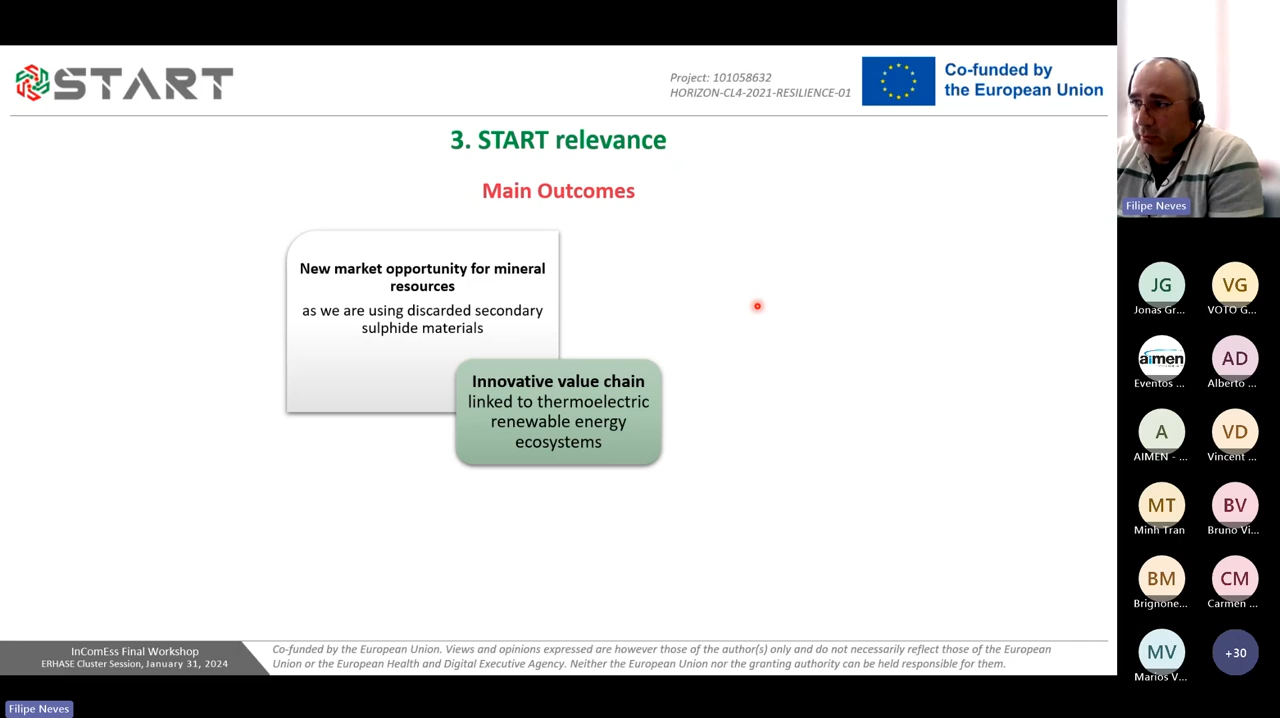 START
Project: 101058632
HORIZON-CL4-2021-RESILIENCE-01
Co-funded by
the European Union
3. START relevance
Main Outcomes
New market opportunity for mineral
resources
as we are using discarded secondary
sulphide materials
Innovative value chain
linked to thermoelectric
renewable energy
ecosystems
InComEss Final Workshop
ERHASE Cluster Session, January 31, 2024
Co-funded by the European Union. Views and opinions expressed are however those of the author(s) only and do not necessarily reflect those of the European
Union or the European Health and Digital Executive Agency. Neither the European Union nor the granting authority can be held responsible for them.
Filipe Neves
JG
Jonas Gr...
VG
VOTO G...
aimen
Eventos ...
AD
Alberto ...
A
AIMEN - ...
VD
Vincent ...
MT
Minh Tran
BV
Bruno Vi...
BM
Brignone...
CM
Carmen ...
MV
Marios V...
+30
Filipe Neves